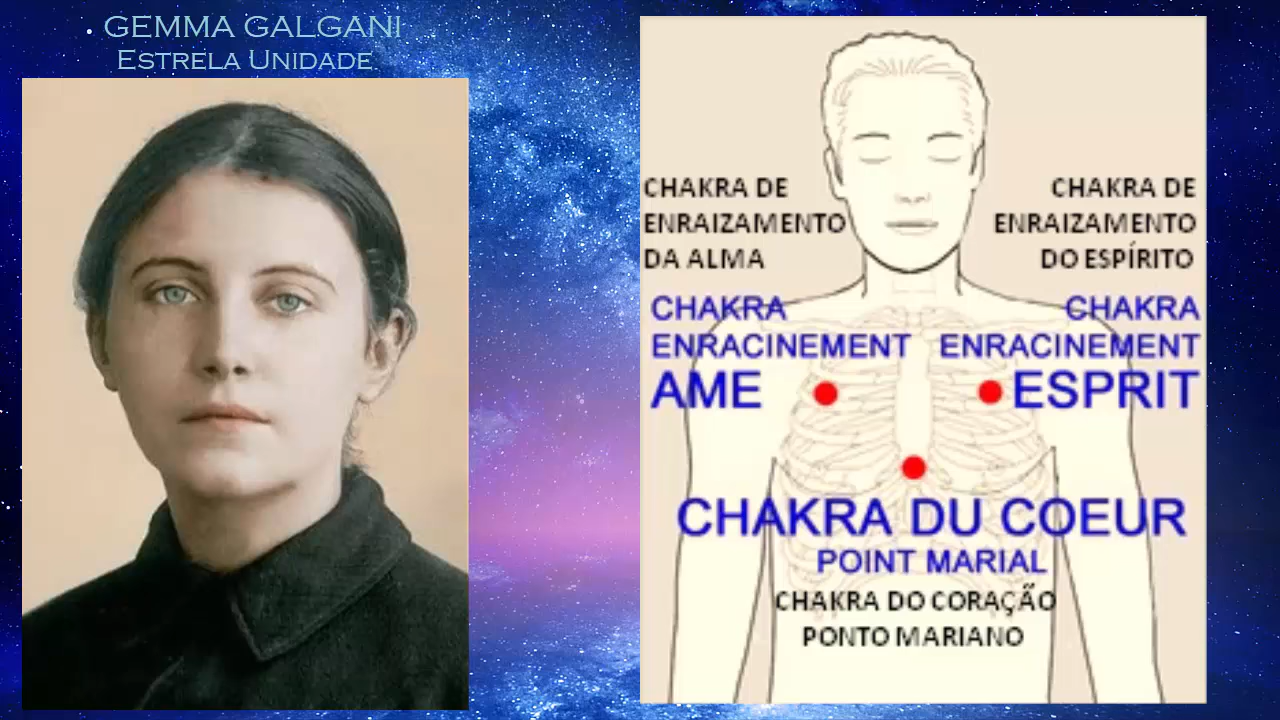 . GEMMA GALGANI .
Estrela Unidade.
CHAKRA DE
ENRAIZAMENTO
DA ALMA
CHAKRA
ENRACINEMENT
AME
CHAKRA DE
ENRAIZAMENTO
DO ESPÍRITO
CHAKRA
ENRACINEMENT
ESPRIT
CHAKRA DU COEUR
POINT MARIAL
CHAKRA DO CORAÇÃO
PONTO MARIANO